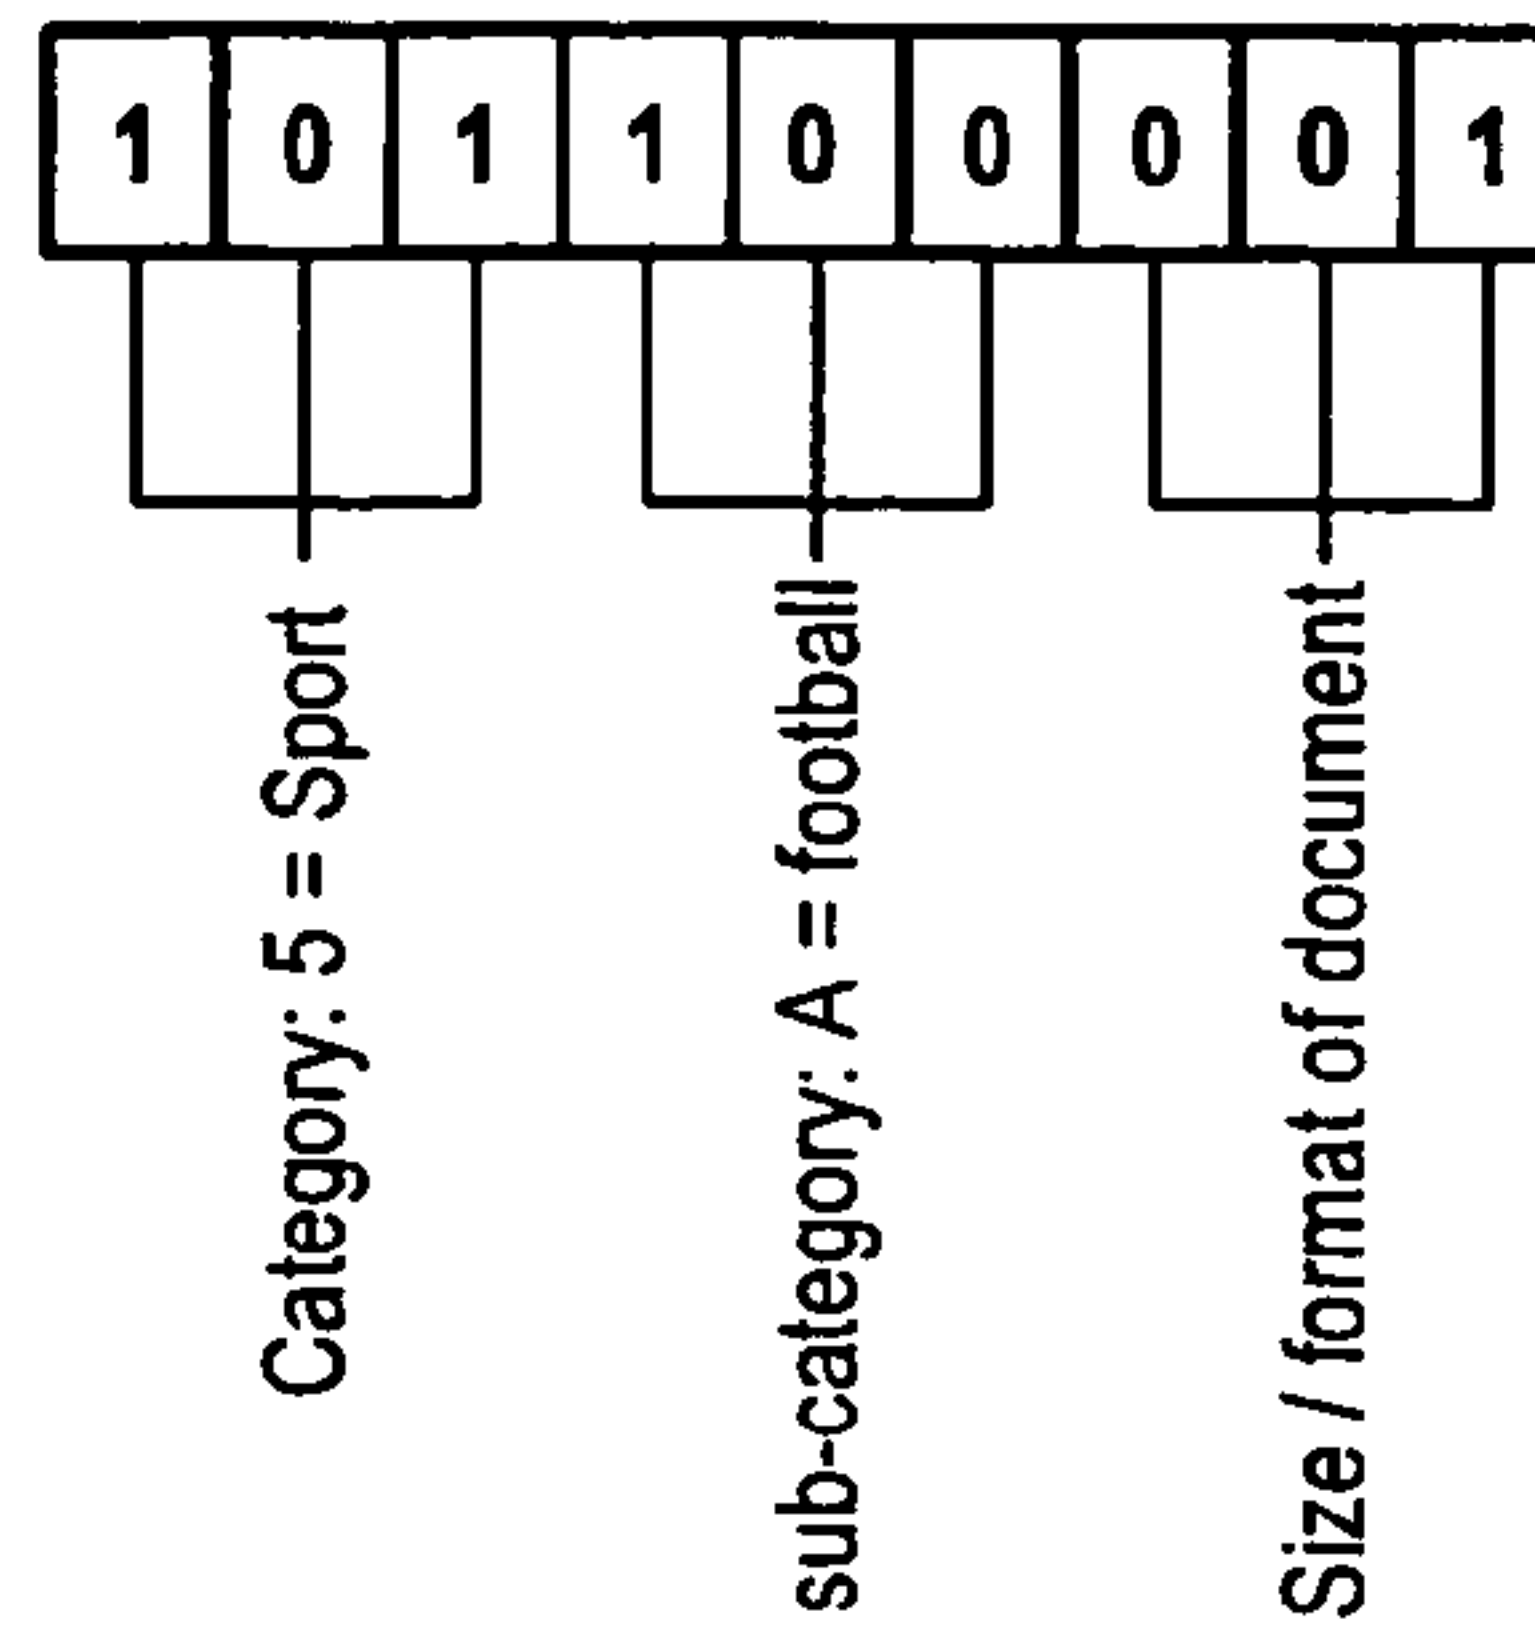 1 0 1 1 0 0 0 0 1
Category: 5 = Sport
sub-category: A = football
Size / format of document